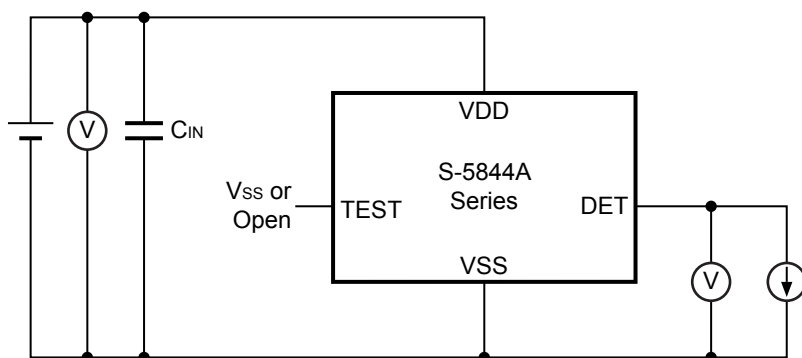 VDD
V
CIN
S-5844A
Series
VSS or
Open
TEST
DET
VSS
V